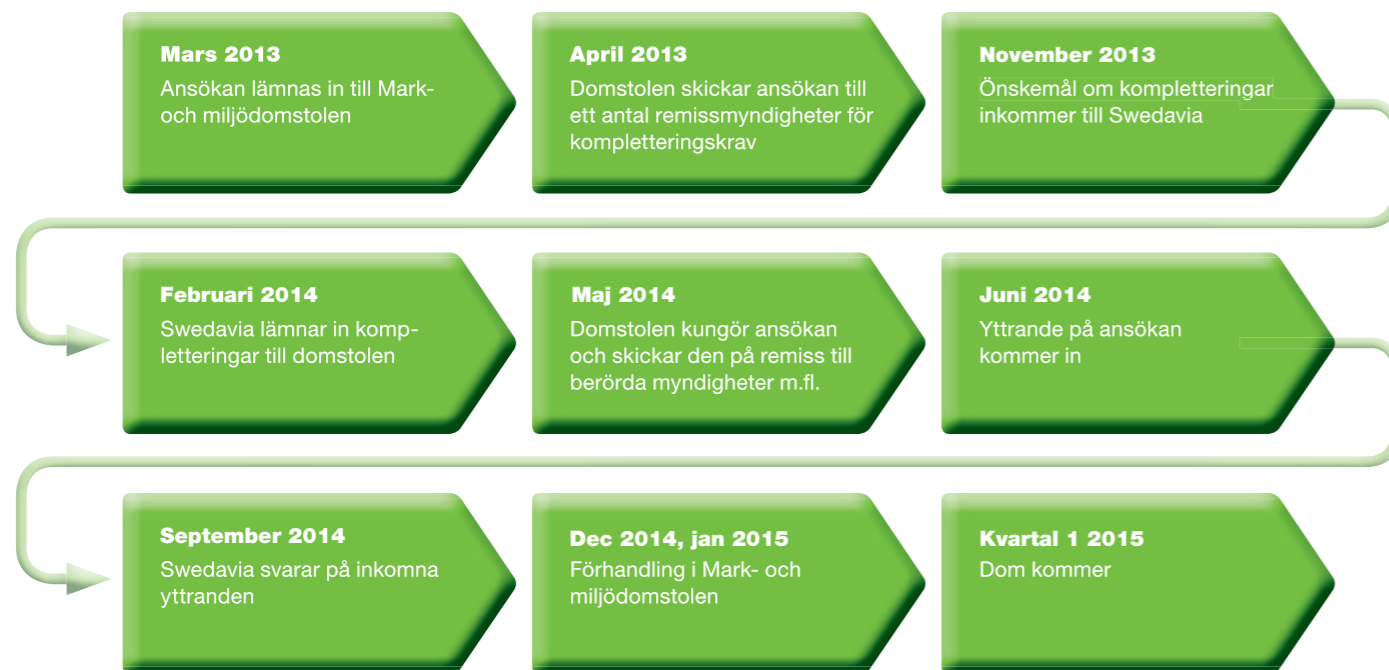 Mars 2013
Ansökan lämnas in till Mark-
och miljödomstolen
April 2013
Domstolen skickar ansökan till
ett antal remissmyndigheter för
kompletteringskrav
November 2013
Önskemål om kompletteringar
inkommer till Swedavia
Februari 2014
Swedavia lämnar in komp-
letteringar till domstolen
Maj 2014
Domstolen kungör ansökan
och skickar den på remiss till
berörda myndigheter m.fl.
Juni 2014
Yttrande på ansökan
kommer in
September 2014
Swedavia svarar på inkomna
yttranden
Dec 2014, jan 2015
Förhandling i Mark- och
miljödomstolen
Kvartal 1 2015
Dom kommer